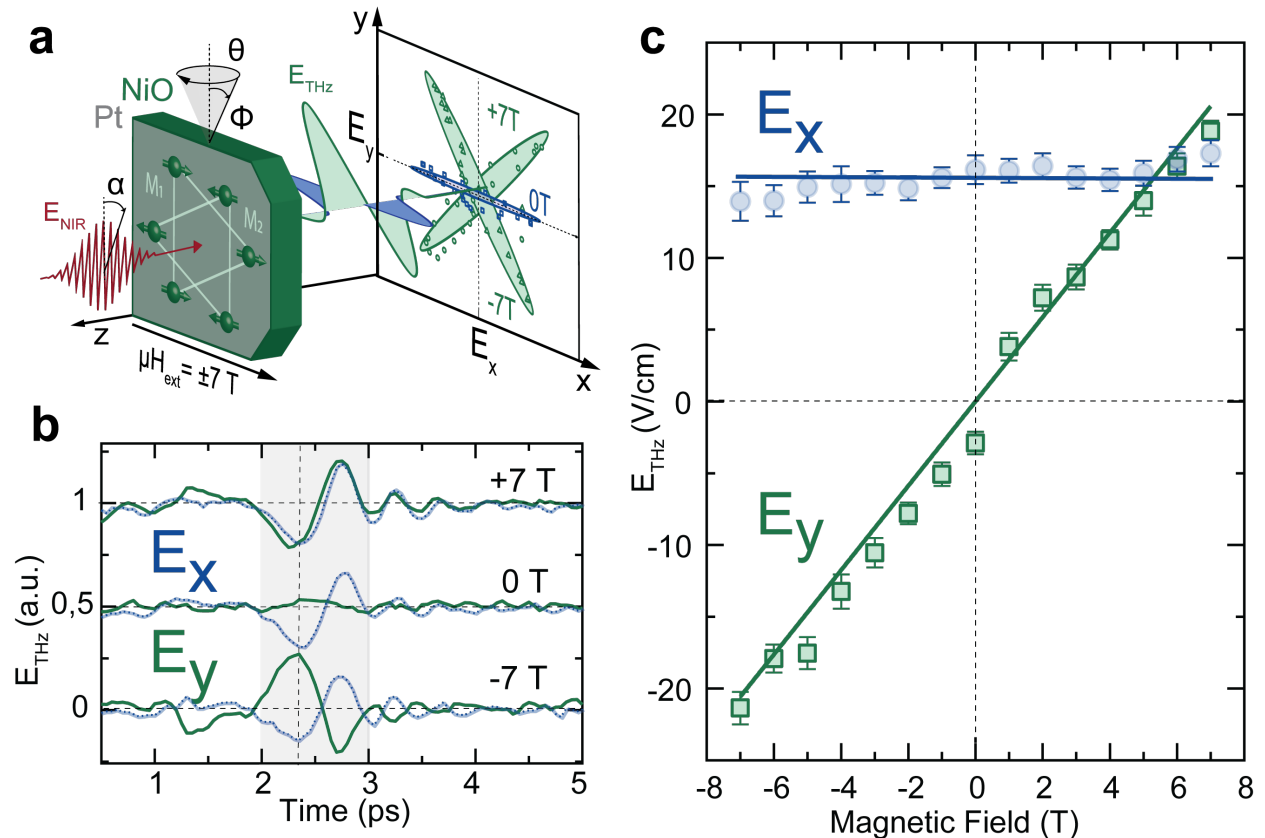 a
θ
NiO
Pt
Φ
α
M₁
M₂
E_NIR
z
μH_ext = ±7 T
E_THz
y
E_y
+7T
0T
-7T
E_x
x
b
+7 T
1
E_x
0 T
0,5
E_y
-7 T
0
E_THz (a.u.)
1 2 3 4 5
Time (ps)
c
E_x
20
10
0
-10
-20
E_y
E_THz (V/cm)
-8 -6 -4 -2 0 2 4 6 8
Magnetic Field (T)